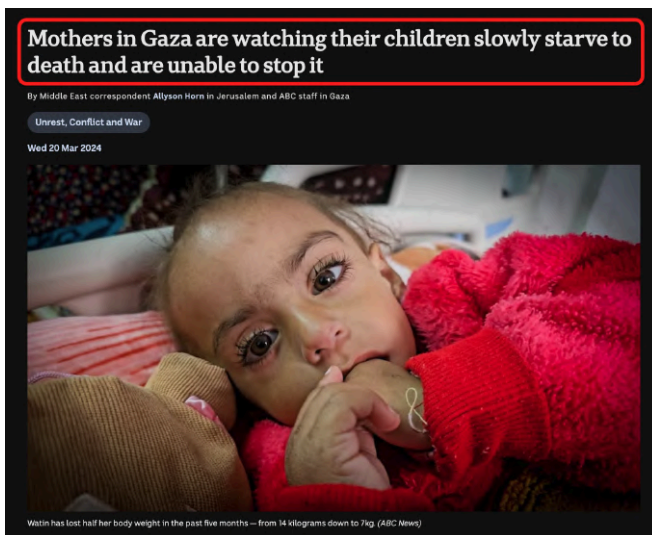 Mothers in Gaza are watching their children slowly starve to
death and are unable to stop it
By Middle East correspondent Allyson Horn in Jerusalem and ABC staff in Gaza
Unrest, Conflict and War
Wed 20 Mar 2024
Watin has lost half her body weight in the past five months — from 14 kilograms down to 7kg. (ABC News)